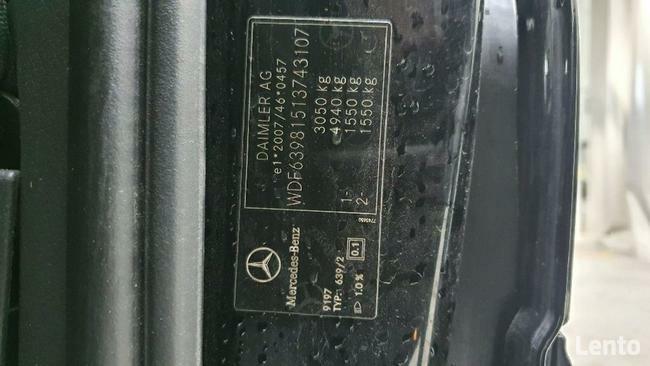 DAIMLER AG
e1*2007/46*0457
WDF63981513743107
3050 kg
4940 kg
1- 1550 kg
2- 1550 kg
7745650
Mercedes-Benz
9197
TYP: 639/2
1.0 %
0.1
Lento